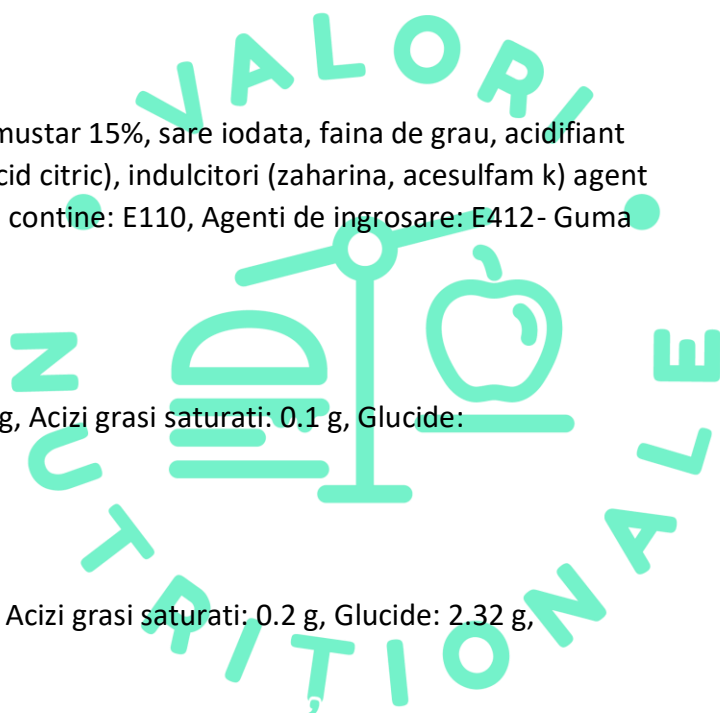 VALORI
mustar 15%, sare iodata, faina de grau, acidifiant
cid citric), indulcitori (zaharina, acesulfam k) agent
contine: E110, Agenti de ingrosare: E412- Guma
g, Acizi grasi saturati: 0.1 g, Glucide:
Acizi grasi saturati: 0.2 g, Glucide: 2.32 g,
NUTRIȚIONALE